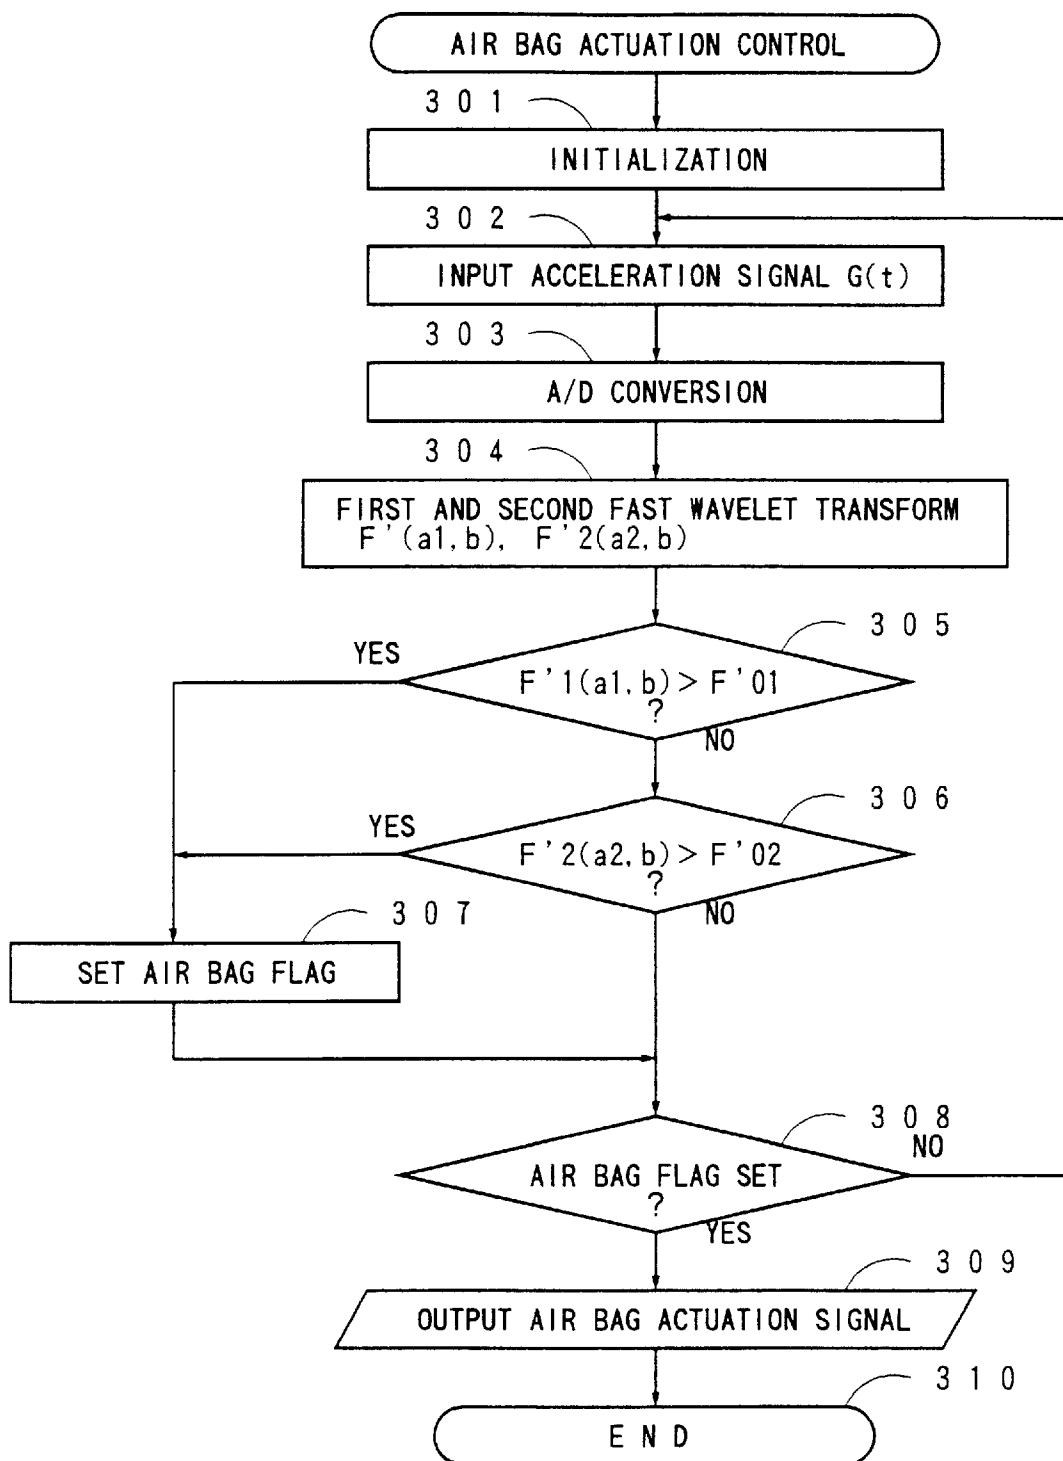 AIR BAG ACTUATION CONTROL
301
INITIALIZATION
302
INPUT ACCELERATION SIGNAL G(t)
303
A/D CONVERSION
304
FIRST AND SECOND FAST WAVELET TRANSFORM
F'(a1,b), F'2(a2,b)
305
YES
F'1(a1,b)> F'01
?
NO
306
YES
F'2(a2,b)> F'02
?
NO
307
SET AIR BAG FLAG
308
NO
AIR BAG FLAG SET
?
YES
309
OUTPUT AIR BAG ACTUATION SIGNAL
310
END